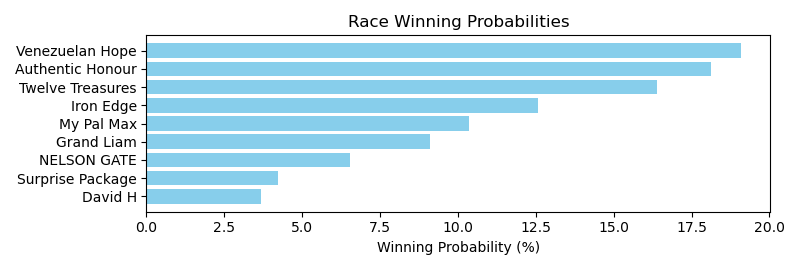 Race Winning Probabilities
Venezuelan Hope
Authentic Honour
Twelve Treasures
Iron Edge
My Pal Max
Grand Liam
NELSON GATE
Surprise Package
David H
0.0 2.5 5.0 7.5 10.0 12.5 15.0 17.5 20.0
Winning Probability (%)